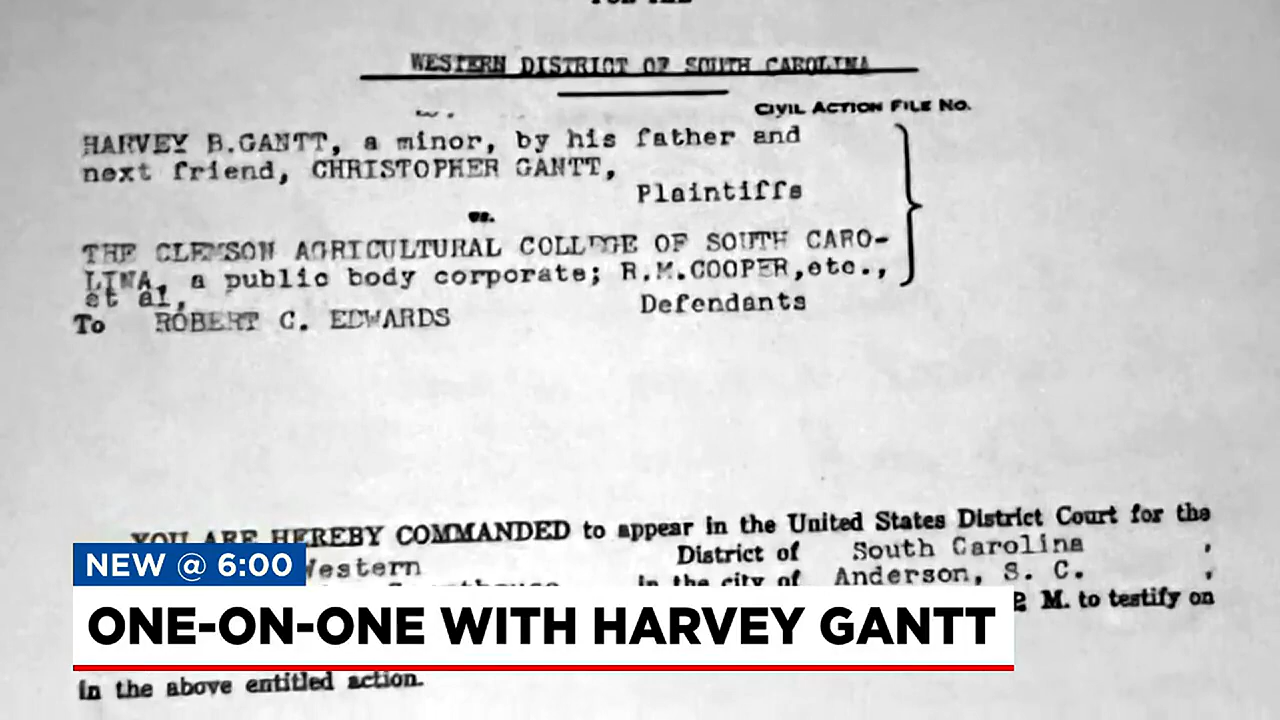 WESTERN DISTRICT OF SOUTH CAROLINA
CIVIL ACTION FILE NO.
HARVEY B.GANTT, a minor, by his father and
next friend, CHRISTOPHER GANTT,
Plaintiffs
vs.
THE CLEMSON AGRICULTURAL COLLEGE OF SOUTH CARO-
LINA, a public body corporate; R.M.COOPER,etc.,
et al,
Defendants
To ROBERT C. EDWARDS
YOU ARE HEREBY COMMANDED to appear in the United States District Court for the
Western District of South Carolina ,
in the city of Anderson, S. C. ,
P M. to testify on
in the above entitled action.
NEW @ 6:00
ONE-ON-ONE WITH HARVEY GANTT